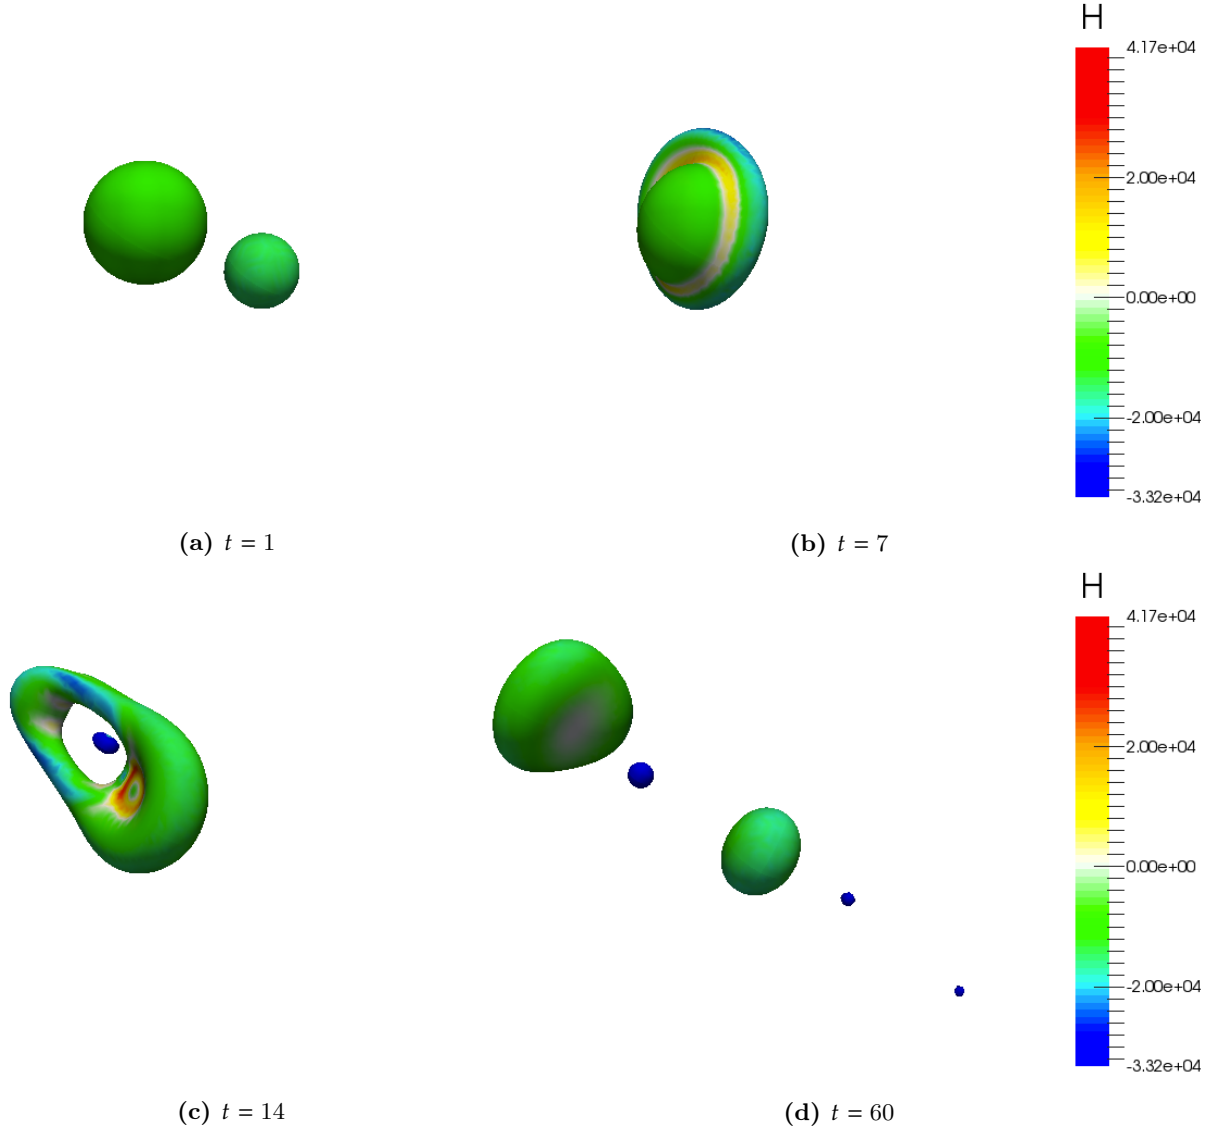 H
4.17e+04
2.00e+04
0.00e+00
-2.00e+04
-3.32e+04
(a) t = 1
(b) t = 7
H
4.17e+04
2.00e+04
0.00e+00
-2.00e+04
-3.32e+04
(c) t = 14
(d) t = 60